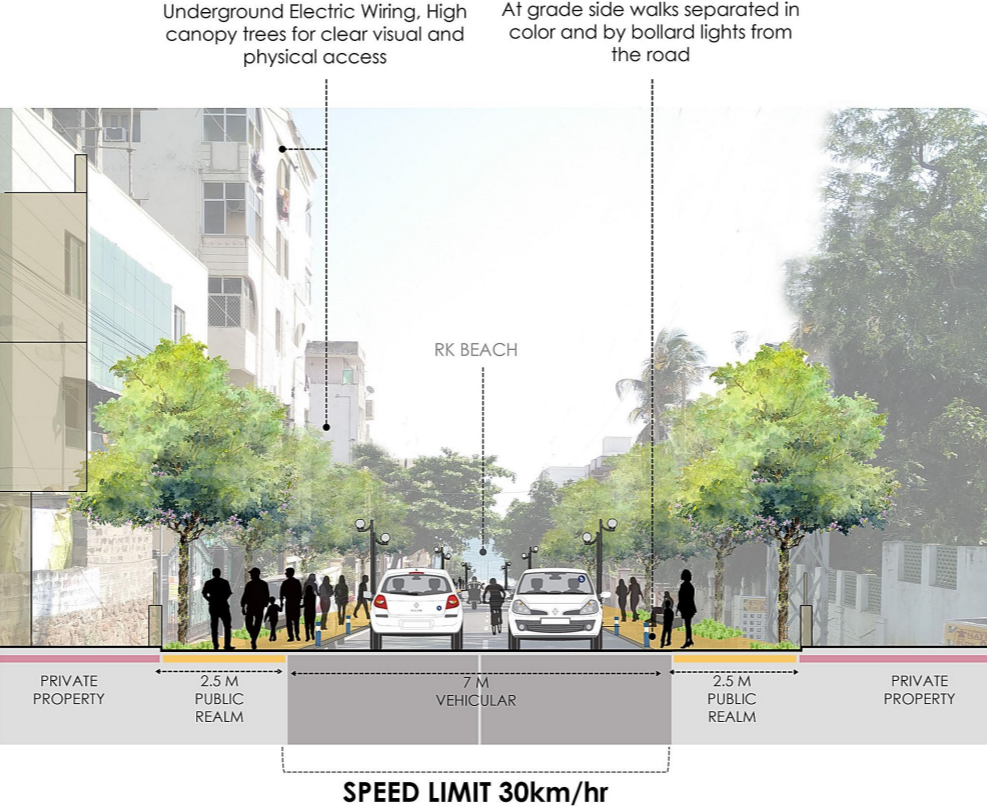 Underground Electric Wiring, High
canopy trees for clear visual and
physical access
At grade side walks separated in
color and by bollard lights from
the road
RK BEACH
PRIVATE
PROPERTY
2.5 M
PUBLIC
REALM
7 M
VEHICULAR
2.5 M
PUBLIC
REALM
PRIVATE
PROPERTY
SPEED LIMIT 30km/hr